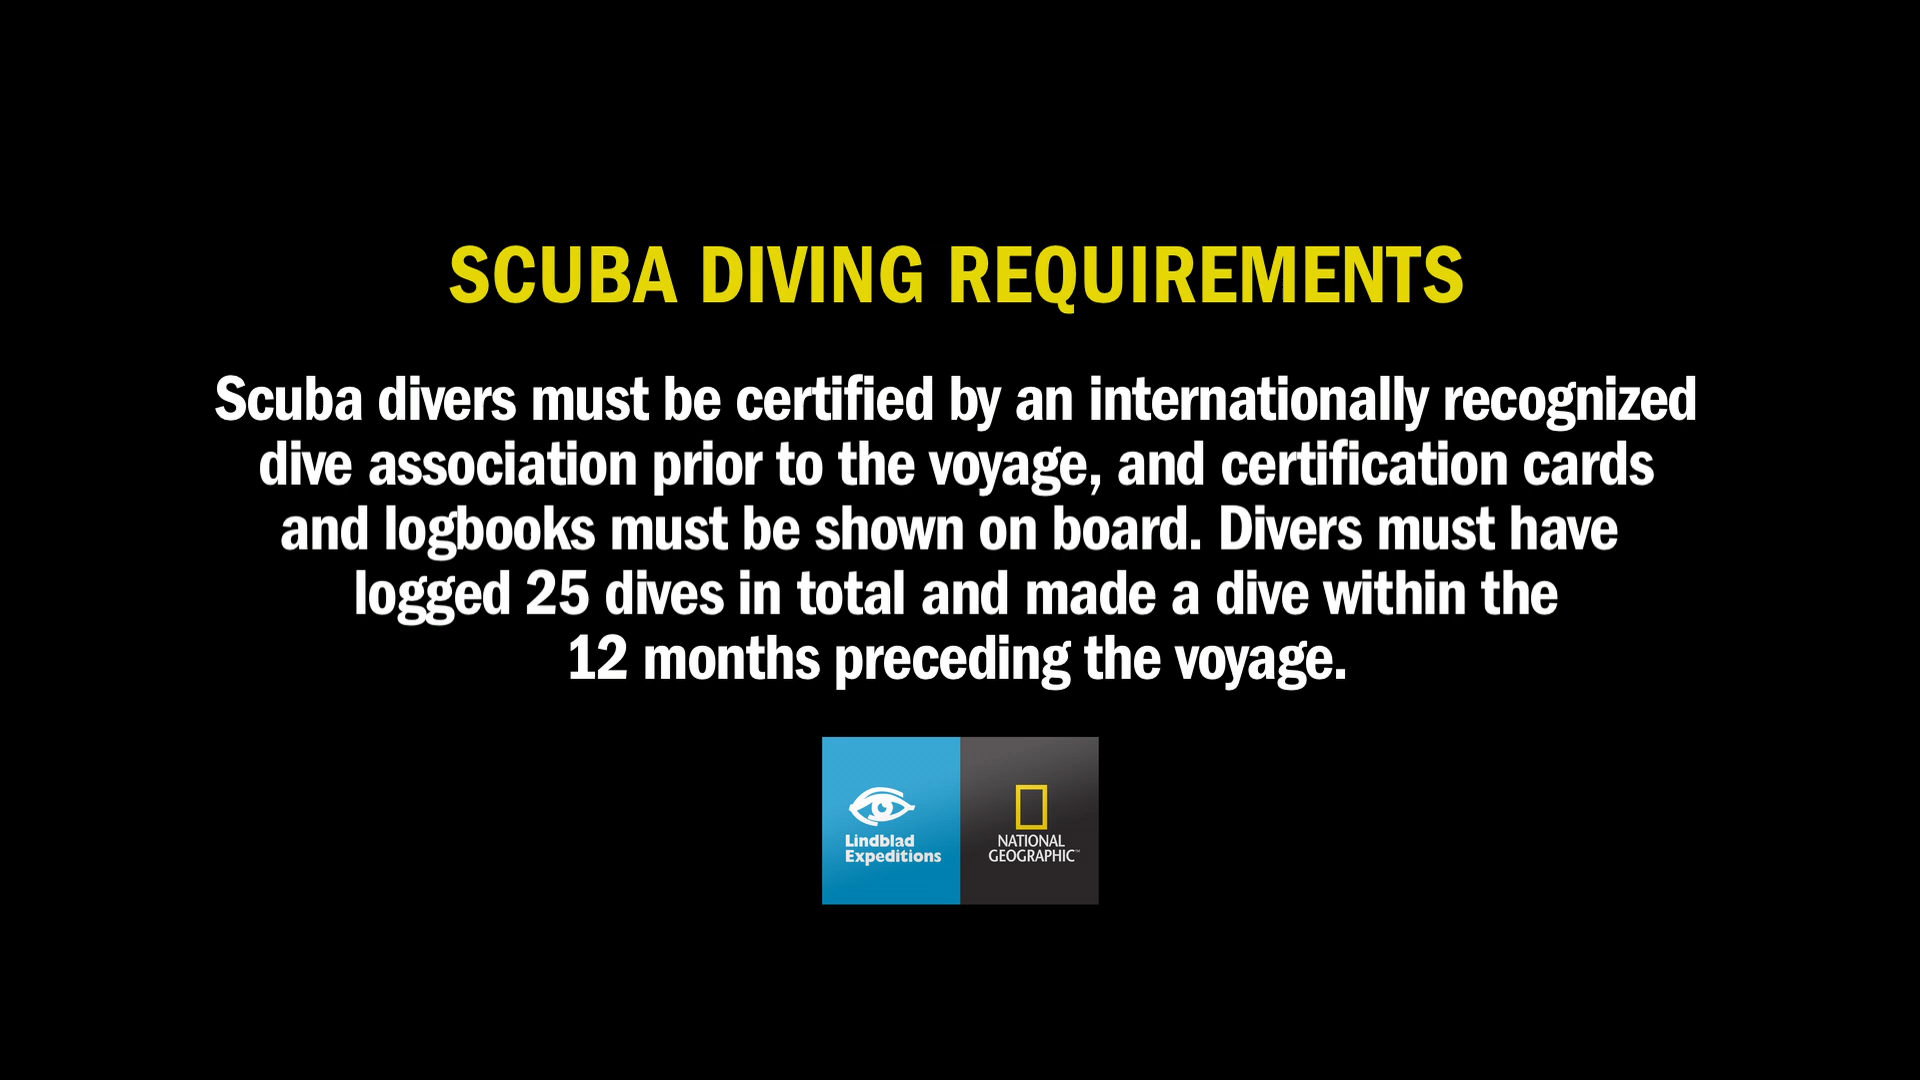 SCUBA DIVING REQUIREMENTS
Scuba divers must be certified by an internationally recognized
dive association prior to the voyage, and certification cards
and logbooks must be shown on board. Divers must have
logged 25 dives in total and made a dive within the
12 months preceding the voyage.
Lindblad
Expeditions
NATIONAL
GEOGRAPHIC™